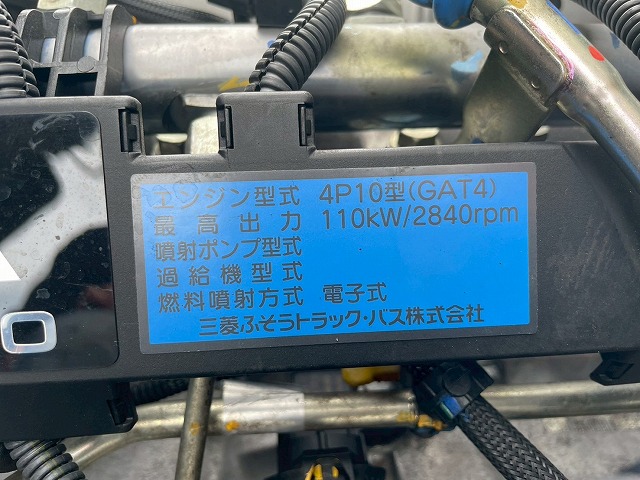 エンジン型式 4P10型(GAT4)
最高出力 110kW/2840rpm
噴射ポンプ型式
過給機型式
燃料噴射方式 電子式
三菱ふそうトラック・バス株式会社